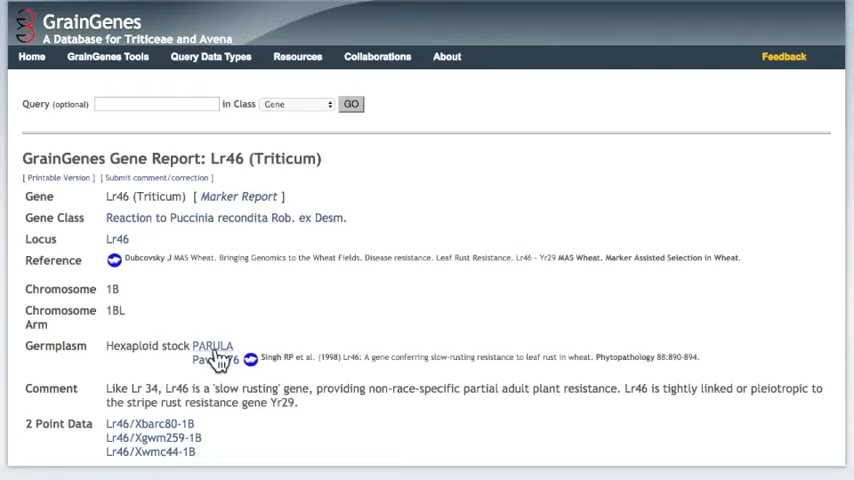 GrainGenes
A Database for Triticeae and Avena
Home GrainGenes Tools Query Data Types Resources Collaborations About Feedback
Query (optional) in Class Gene GO
GrainGenes Gene Report: Lr46 (Triticum)
[ Printable Version ] [ Submit comment/correction ]
Gene Lr46 (Triticum) [ Marker Report ]
Gene Class Reaction to Puccinia recondita Rob. ex Desm.
Locus Lr46
Reference Dubcovsky J MAS Wheat. Bringing Genomics to the Wheat Fields. Disease resistance. Leaf Rust Resistance. Lr46 - Yr29 MAS Wheat. Marker Assisted Selection in Wheat.
Chromosome 1B
Chromosome 1BL
Arm
Germplasm Hexaploid stock PARULA
Singh RP et al. (1998) Lr46: A gene conferring slow-rusting resistance to leaf rust in wheat. Phytopathology 88:890-894.
Comment Like Lr 34, Lr46 is a 'slow rusting' gene, providing non-race-specific partial adult plant resistance. Lr46 is tightly linked or pleiotropic to
the stripe rust resistance gene Yr29.
2 Point Data Lr46/Xbarc80-1B
Lr46/Xgwm259-1B
Lr46/Xwmc44-1B